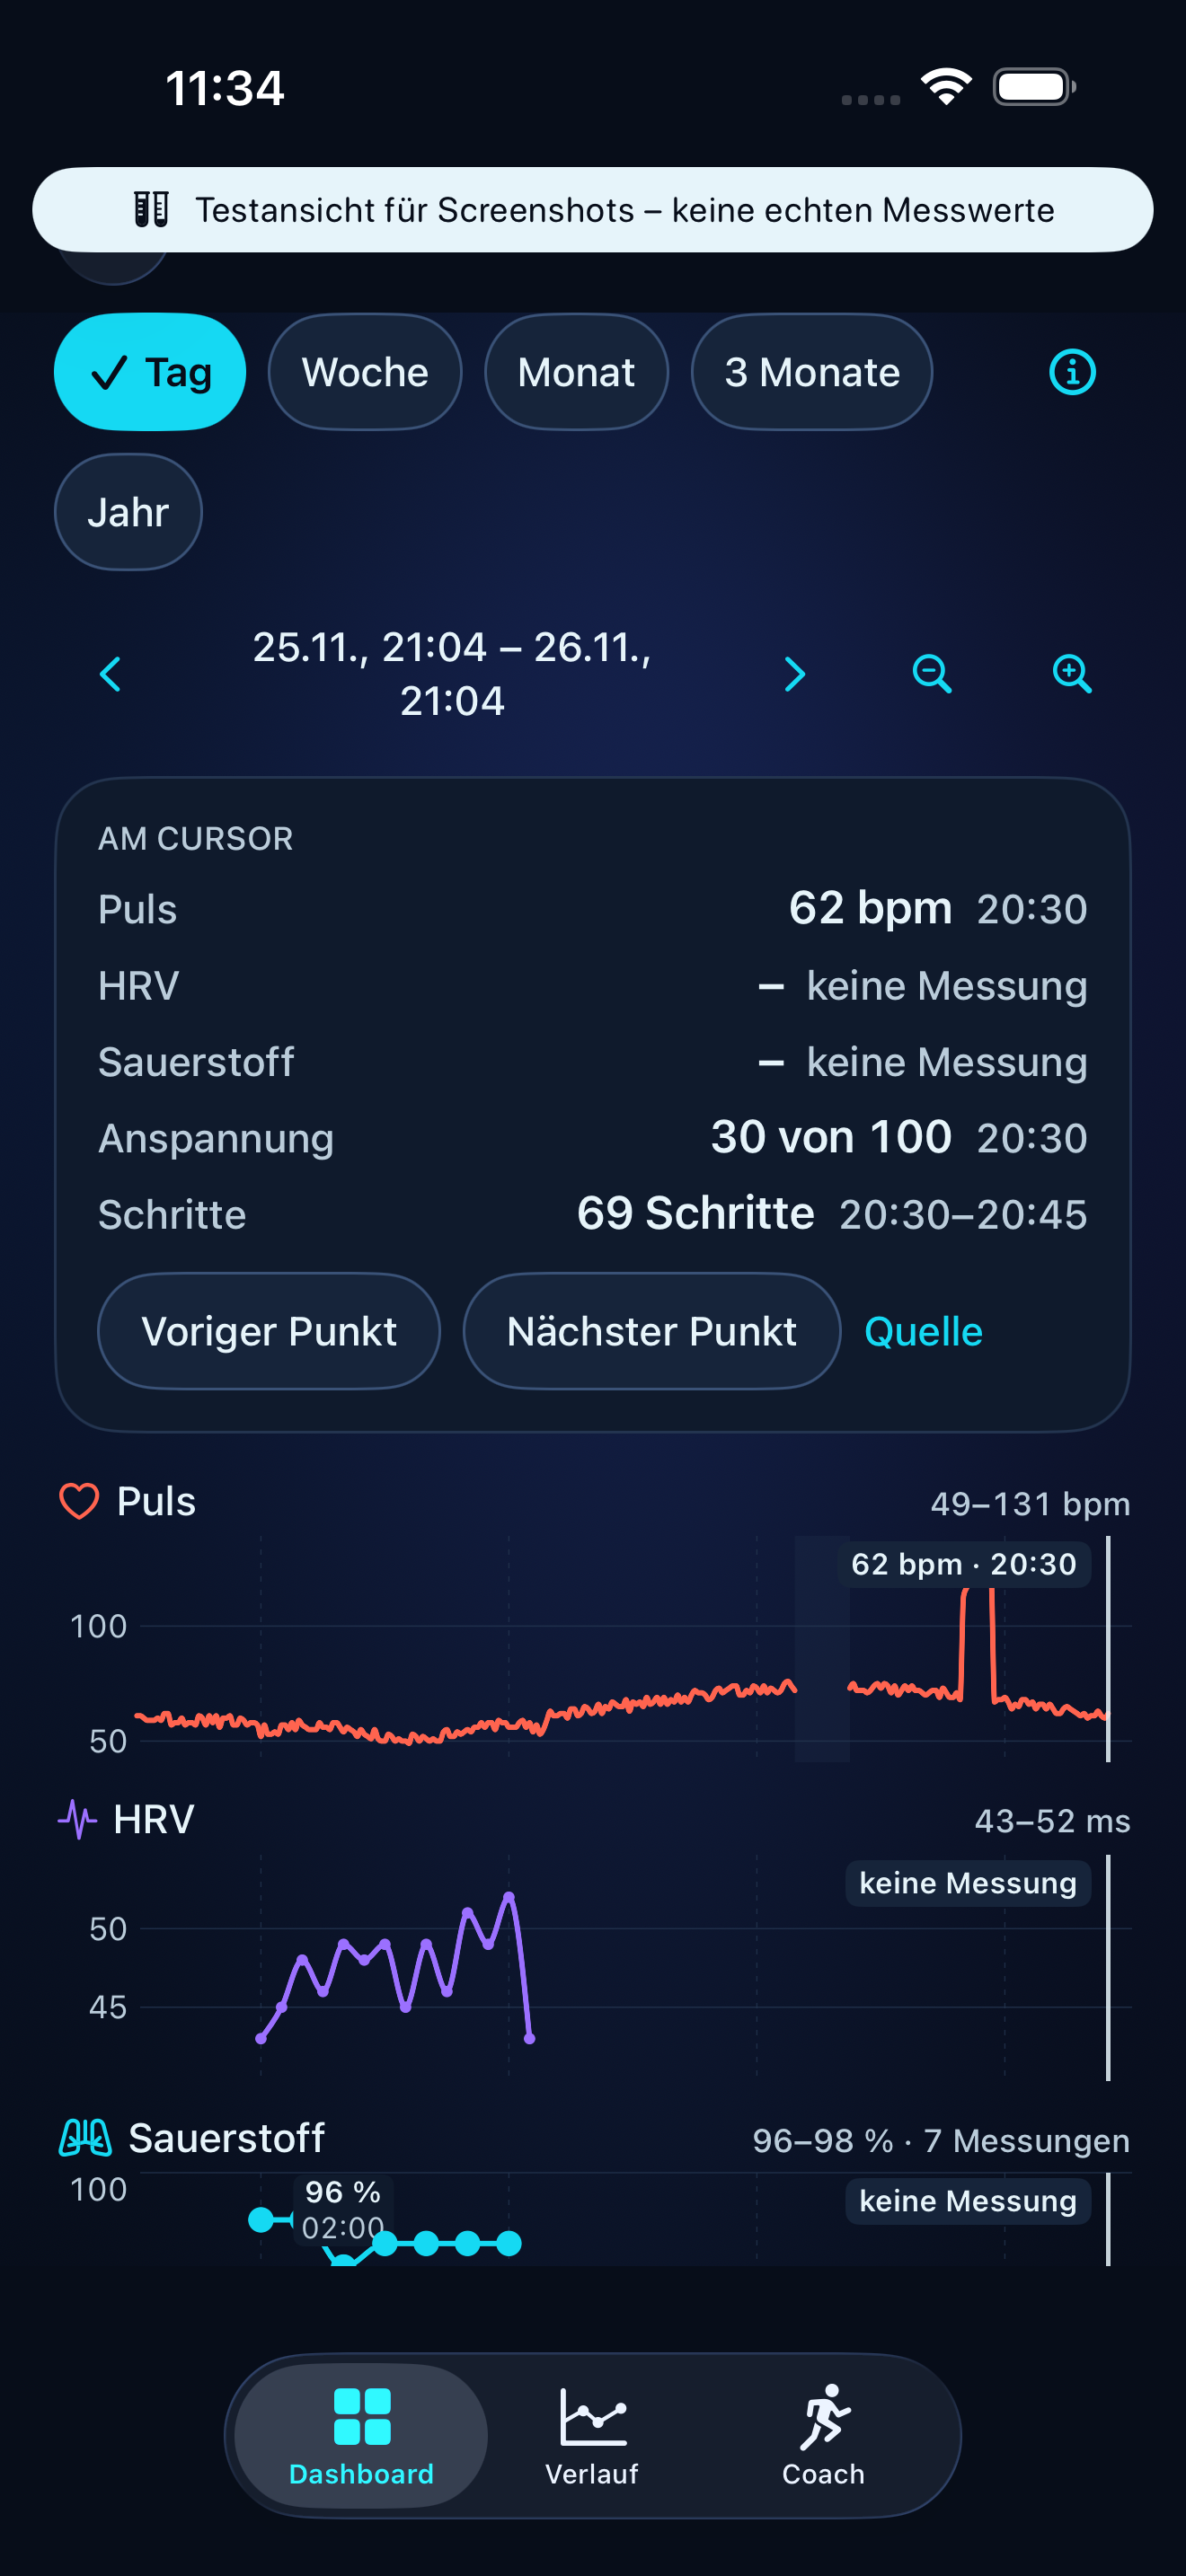 11:34
Testansicht für Screenshots – keine echten Messwerte
Tag
Woche
Monat
3 Monate
Jahr
25.11., 21:04 – 26.11.,
21:04
AM CURSOR
Puls 62 bpm 20:30
HRV – keine Messung
Sauerstoff – keine Messung
Anspannung 30 von 100 20:30
Schritte 69 Schritte 20:30–20:45
Voriger Punkt Nächster Punkt Quelle
Puls 49–131 bpm
62 bpm · 20:30
100
50
HRV 43–52 ms
keine Messung
50
45
Sauerstoff 96–98 % · 7 Messungen
100
96 %
keine Messung
02:00
Dashboard
Verlauf
Coach